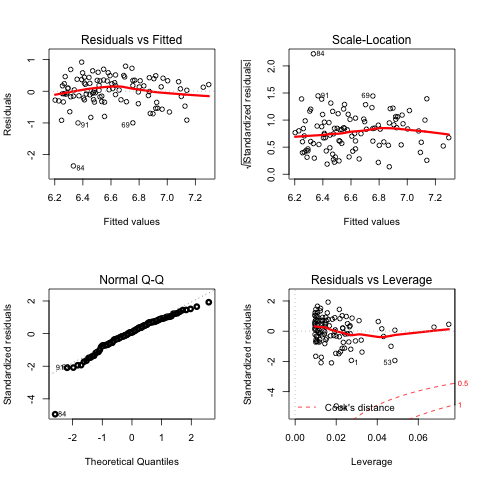 Residuals vs Fitted
Residuals
1
0
-1
-2
91
69
84
6.2 6.4 6.6 6.8 7.0 7.2
Fitted values
Scale-Location
√|Standardized residuals|
2.0
1.5
1.0
0.5
0.0
84
91
69
6.2 6.4 6.6 6.8 7.0 7.2
Fitted values
Normal Q-Q
Standardized residuals
2
0
-2
-4
91
84
-2 -1 0 1 2
Theoretical Quantiles
Residuals vs Leverage
Standardized residuals
2
0
-2
-4
1
53
0.5
1
Cook's distance
0.00 0.02 0.04 0.06
Leverage